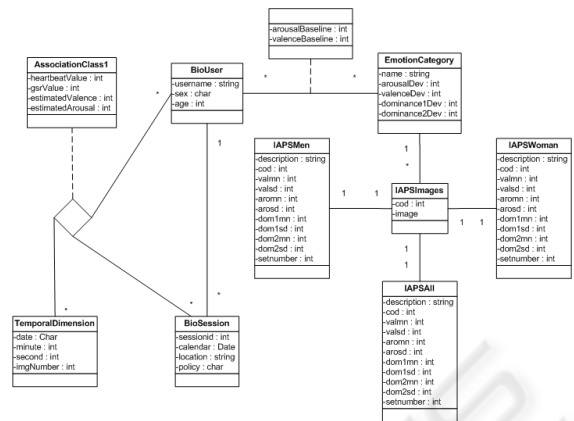 -arousalBaseline : int
-valenceBaseline : int
AssociationClass1
-heartbeatValue : int
-gsrValue : int
-estimatedValence : int
-estimatedArousal : int
BioUser
-username : string
-sex : char
-age : int
*
*
EmotionCategory
-name : string
-arousalDev : int
-valenceDev : int
-dominance1Dev : int
-dominance2Dev : int
*
1
1
*
IAPSMen
-description : string
-cod : int
-valmn : int
-valsd : int
-aromn : int
-arosd : int
-dom1mn : int
-dom1sd : int
-dom2mn : int
-dom2sd : int
-setnumber : int
1
1
IAPSImages
-cod : int
-image
1
1
IAPSWoman
-description : string
-cod : int
-valmn : int
-valsd : int
-aromn : int
-arosd : int
-dom1mn : int
-dom1sd : int
-dom2mn : int
-dom2sd : int
-setnumber : int
1
1
IAPSAll
-description : string
-cod : int
-valmn : int
-valsd : int
-aromn : int
-arosd : int
-dom1mn : int
-dom1sd : int
-dom2mn : int
-dom2sd : int
-setnumber : int
*
*
*
TemporalDimension
-date : Char
-minute : int
-second : int
-imgNumber : int
BioSession
-sessionid : int
-calendar : Date
-location : string
-policy : char